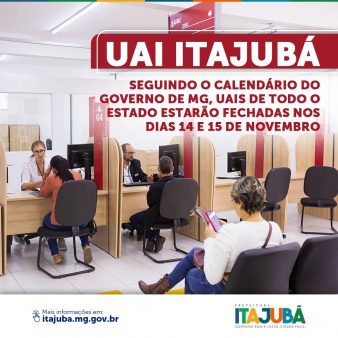 UAI ITAJUBÁ
SEGUINDO O CALENDÁRIO DO
GOVERNO DE MG, UAIS DE TODO O
ESTADO ESTARÃO FECHADAS NOS
DIAS 14 E 15 DE NOVEMBRO
04
Mais informações em:
itajuba.mg.gov.br
PREFEITURA
ITAJUBÁ